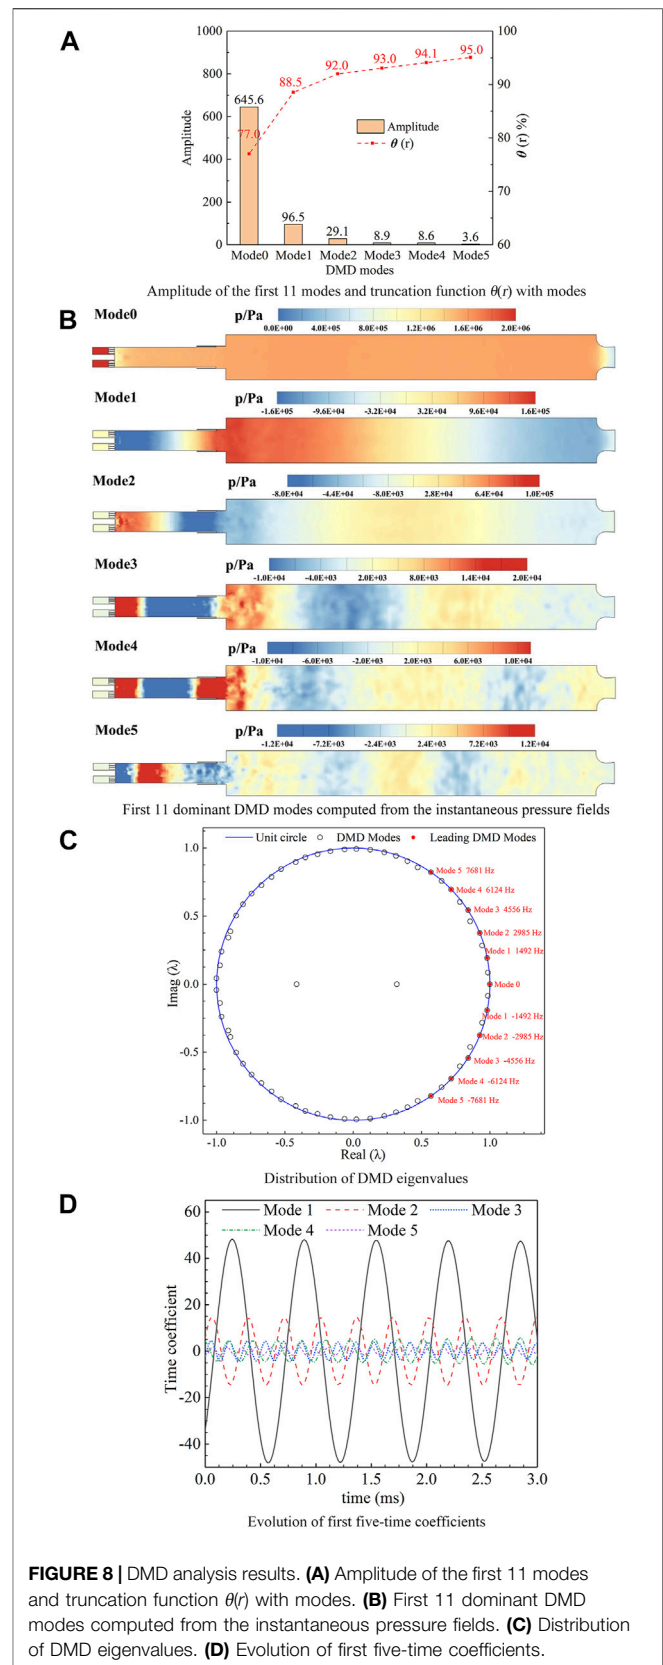 A
1000
800
600
400
200
0
Amplitude
100
90
80
70
60
θ (r) %)
645.6
77.0
88.5
92.0
93.0
94.1
95.0
96.5
29.1
8.9
8.6
3.6
Amplitude
θ (r)
Mode0 Mode1 Mode2 Mode3 Mode4 Mode5
DMD modes
Amplitude of the first 11 modes and truncation function θ(r) with modes
B
Mode0
p/Pa
0.0E+00 4.0E+05 8.0E+05 1.2E+06 1.6E+06 2.0E+06
Mode1
p/Pa
-1.6E+05 -9.6E+04 -3.2E+04 3.2E+04 9.6E+04 1.6E+05
Mode2
p/Pa
-8.0E+04 -4.4E+04 -8.0E+03 2.8E+04 6.4E+04 1.0E+05
Mode3
p/Pa
-1.0E+04 -4.0E+03 2.0E+03 8.0E+03 1.4E+04 2.0E+04
Mode4
p/Pa
-1.0E+04 -6.0E+03 -2.0E+03 2.0E+03 6.0E+03 1.0E+04
Mode5
p/Pa
-1.2E+04 -7.2E+03 -2.4E+03 2.4E+03 7.2E+03 1.2E+04
First 11 dominant DMD modes computed from the instantaneous pressure fields
C
Unit circle DMD Modes Leading DMD Modes
1.0
0.5
0.0
-0.5
-1.0
Imag (λ)
Mode 5 7681 Hz
Mode 4 6124 Hz
Mode 3 4556 Hz
Mode 2 2985 Hz
Mode 1 1492 Hz
Mode 0
Mode 1 -1492 Hz
Mode 2 -2985 Hz
Mode 3 -4556 Hz
Mode 4 -6124 Hz
Mode 5 -7681 Hz
-1.0 -0.5 0.0 0.5 1.0
Real (λ)
Distribution of DMD eigenvalues
D
60
40
20
0
-20
-40
Time coefficient
Mode 1 Mode 2 Mode 3
Mode 4 Mode 5
0.0 0.5 1.0 1.5 2.0 2.5 3.0
time (ms)
Evolution of first five-time coefficients
FIGURE 8 | DMD analysis results. (A) Amplitude of the first 11 modes
and truncation function θ(r) with modes. (B) First 11 dominant DMD
modes computed from the instantaneous pressure fields. (C) Distribution
of DMD eigenvalues. (D) Evolution of first five-time coefficients.